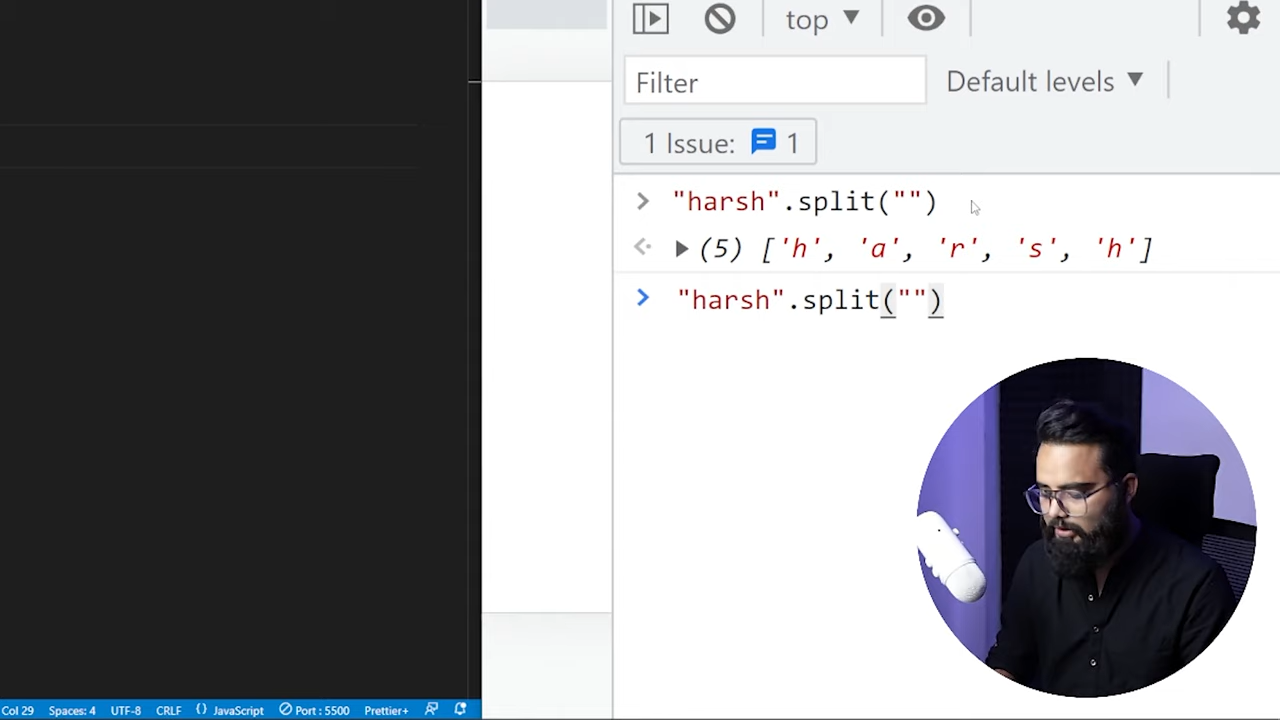 top
Filter
Default levels
1 Issue: 1
> "harsh".split("")
(5) ['h', 'a', 'r', 's', 'h']
> "harsh".split("")
Col 29 Spaces: 4 UTF-8 CRLF {} JavaScript Port : 5500 Prettier+